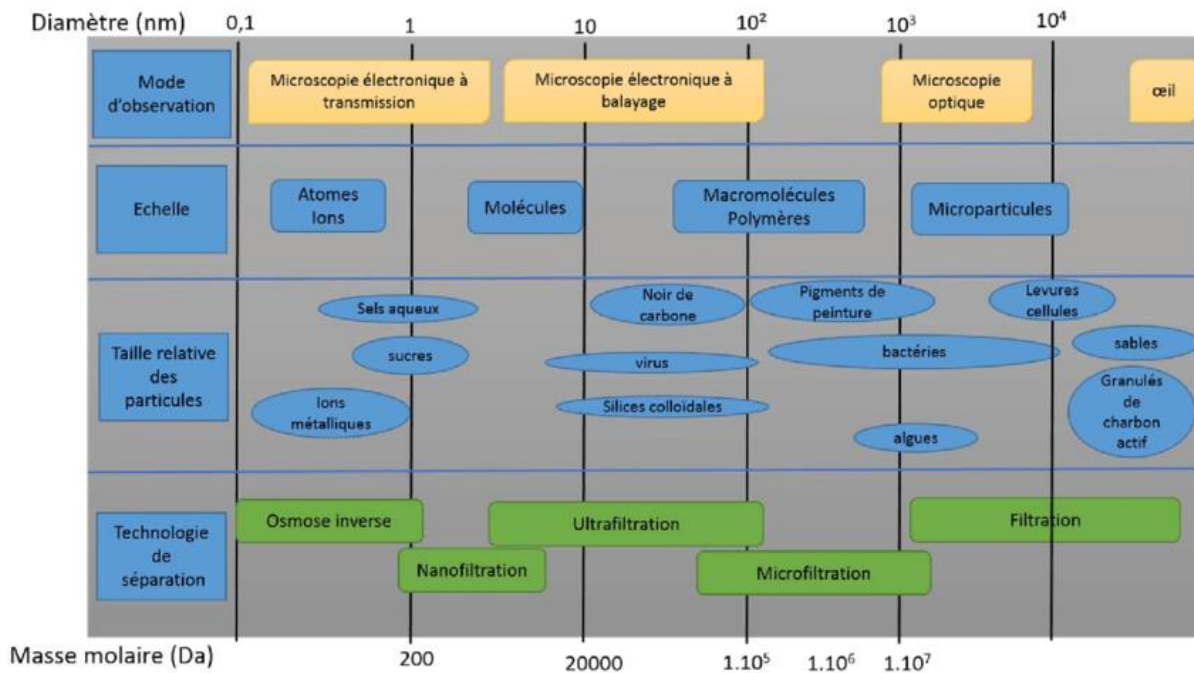 Diamètre (nm) 0,1 1 10 10² 10³ 10⁴
Mode
d'observation
Microscopie électronique à
transmission
Microscopie électronique à
balayage
Microscopie
optique
œil
Echelle
Atomes
Ions
Molécules
Macromolécules
Polymères
Microparticules
Taille relative
des
particules
Sels aqueux
Noir de
carbone
Pigments de
peinture
Levures
cellules
sucres
virus
bactéries
sables
Ions
métalliques
Silices colloïdales
algues
Granulés
de
charbon
actif
Technologie
de
séparation
Osmose inverse
Ultrafiltration
Filtration
Nanofiltration
Microfiltration
Masse molaire (Da) 200 20000 1.10⁵ 1.10⁶ 1.10⁷